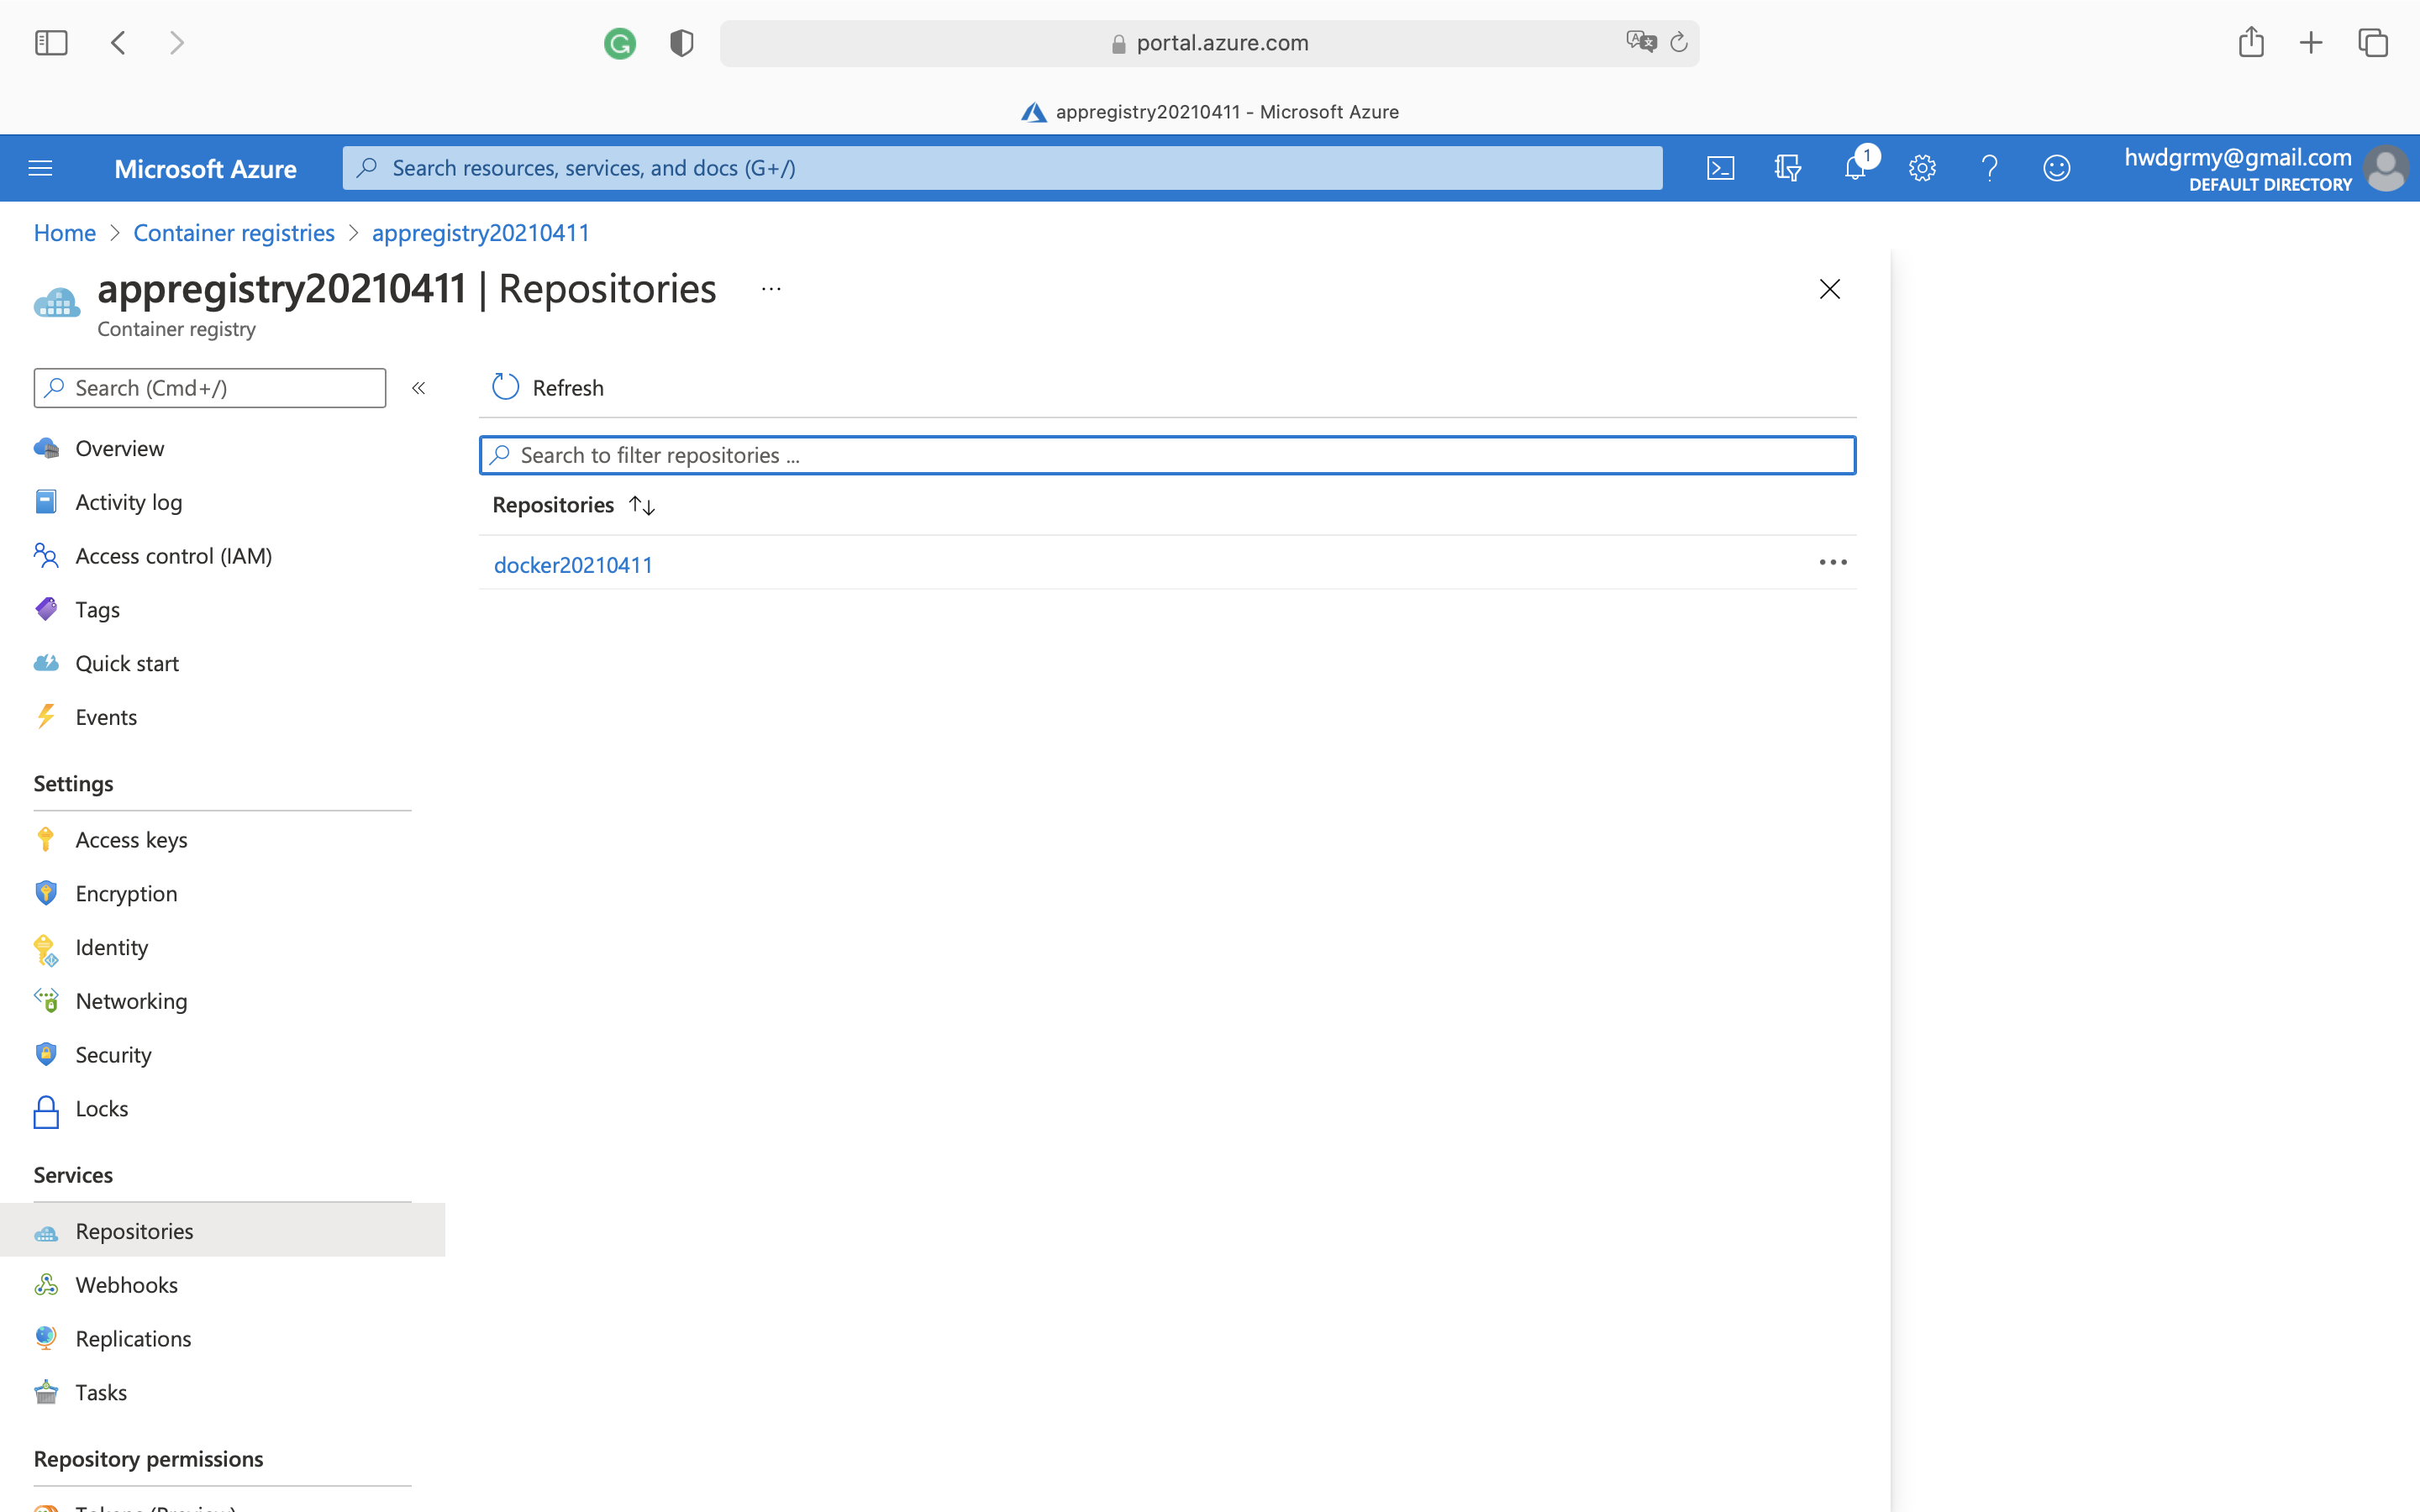 portal.azure.com
appregistry20210411 - Microsoft Azure
Microsoft Azure
Search resources, services, and docs (G+/)
1
hwdgrmy@gmail.com
DEFAULT DIRECTORY
Home > Container registries > appregistry20210411
appregistry20210411 | Repositories ...
Container registry
Search (Cmd+/)
«
Overview
Activity log
Access control (IAM)
Tags
Quick start
Events
Settings
Access keys
Encryption
Identity
Networking
Security
Locks
Services
Repositories
Webhooks
Replications
Tasks
Repository permissions
Tokens (Preview)
Refresh
Search to filter repositories ...
Repositories
docker20210411